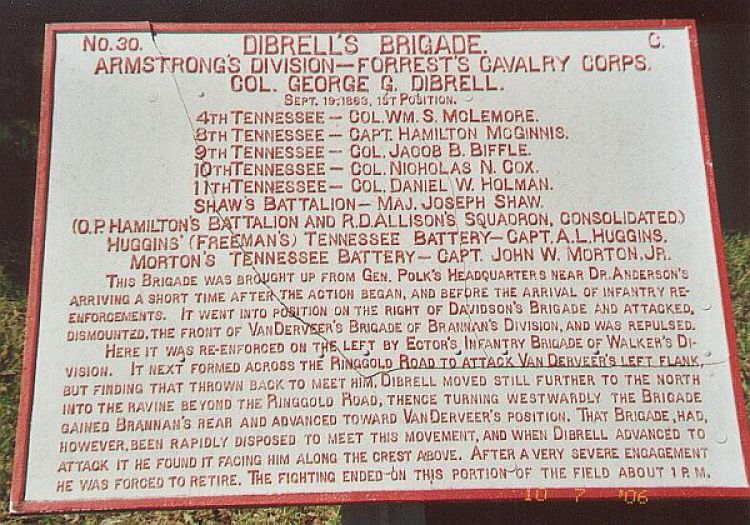 No. 30. DIBRELL'S BRIGADE. C.
ARMSTRONG'S DIVISION—FORREST'S CAVALRY CORPS.
COL. GEORGE G. DIBRELL.
SEPT. 19, 1863, 1ST POSITION.
4TH TENNESSEE — COL. WM. S. MCLEMORE.
8TH TENNESSEE — CAPT. HAMILTON MCGINNIS.
9TH TENNESSEE — COL. JACOB B. BIFFLE.
10TH TENNESSEE — COL. NICHOLAS N. COX.
11TH TENNESSEE — COL. DANIEL W. HOLMAN.
SHAW'S BATTALION — MAJ. JOSEPH SHAW.
(O.P. HAMILTON'S BATTALION AND R.D. ALLISON'S SQUADRON, CONSOLIDATED.)
HUGGINS' (FREEMAN'S) TENNESSEE BATTERY — CAPT. A.L. HUGGINS.
MORTON'S TENNESSEE BATTERY — CAPT. JOHN W. MORTON, JR.
THIS BRIGADE WAS BROUGHT UP FROM GEN. POLK'S HEADQUARTERS NEAR DR. ANDERSON'S
ARRIVING A SHORT TIME AFTER THE ACTION BEGAN, AND BEFORE THE ARRIVAL OF INFANTRY RE-
ENFORCEMENTS. IT WENT INTO POSITION ON THE RIGHT OF DAVIDSON'S BRIGADE AND ATTACKED,
DISMOUNTED, THE FRONT OF VANDERVEER'S BRIGADE OF BRANNAN'S DIVISION, AND WAS REPULSED.
HERE IT WAS RE-ENFORCED ON THE LEFT BY ECTOR'S INFANTRY BRIGADE OF WALKER'S DI-
VISION. IT NEXT FORMED ACROSS THE RINGGOLD ROAD TO ATTACK VAN DERVEER'S LEFT FLANK,
BUT FINDING THAT THROWN BACK TO MEET HIM, DIBRELL MOVED STILL FURTHER TO THE NORTH
INTO THE RAVINE BEYOND THE RINGGOLD ROAD, THENCE TURNING WESTWARDLY THE BRIGADE
GAINED BRANNAN'S REAR AND ADVANCED TOWARD VANDERVEER'S POSITION. THAT BRIGADE, HAD,
HOWEVER, BEEN RAPIDLY DISPOSED TO MEET THIS MOVEMENT, AND WHEN DIBRELL ADVANCED TO
ATTACK IT HE FOUND IT FACING HIM ALONG THE CREST ABOVE. AFTER A VERY SEVERE ENGAGEMENT
HE WAS FORCED TO RETIRE. THE FIGHTING ENDED ON THIS PORTION OF THE FIELD ABOUT 1 P.M.
10 7 '06